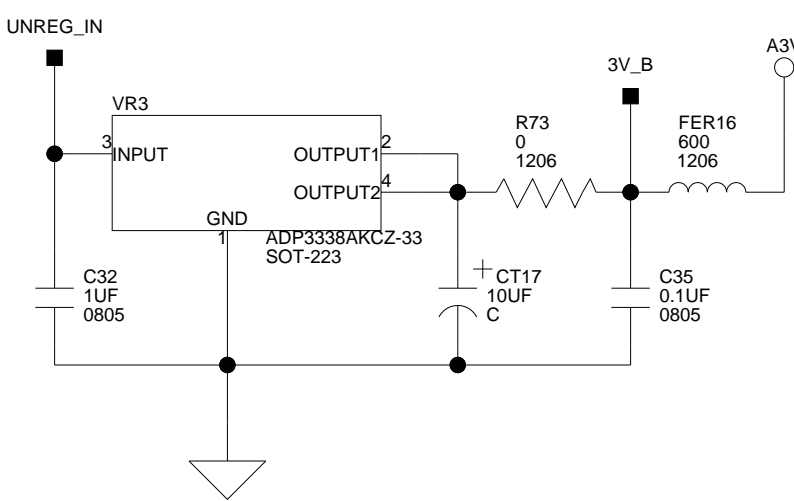 UNREG_IN
A3V
3V_B
VR3
R73
0
1206
FER16
600
1206
3
INPUT
OUTPUT1
2
OUTPUT2
4
GND
1
ADP3338AKCZ-33
SOT-223
C32
1UF
0805
+
CT17
10UF
C
C35
0.1UF
0805